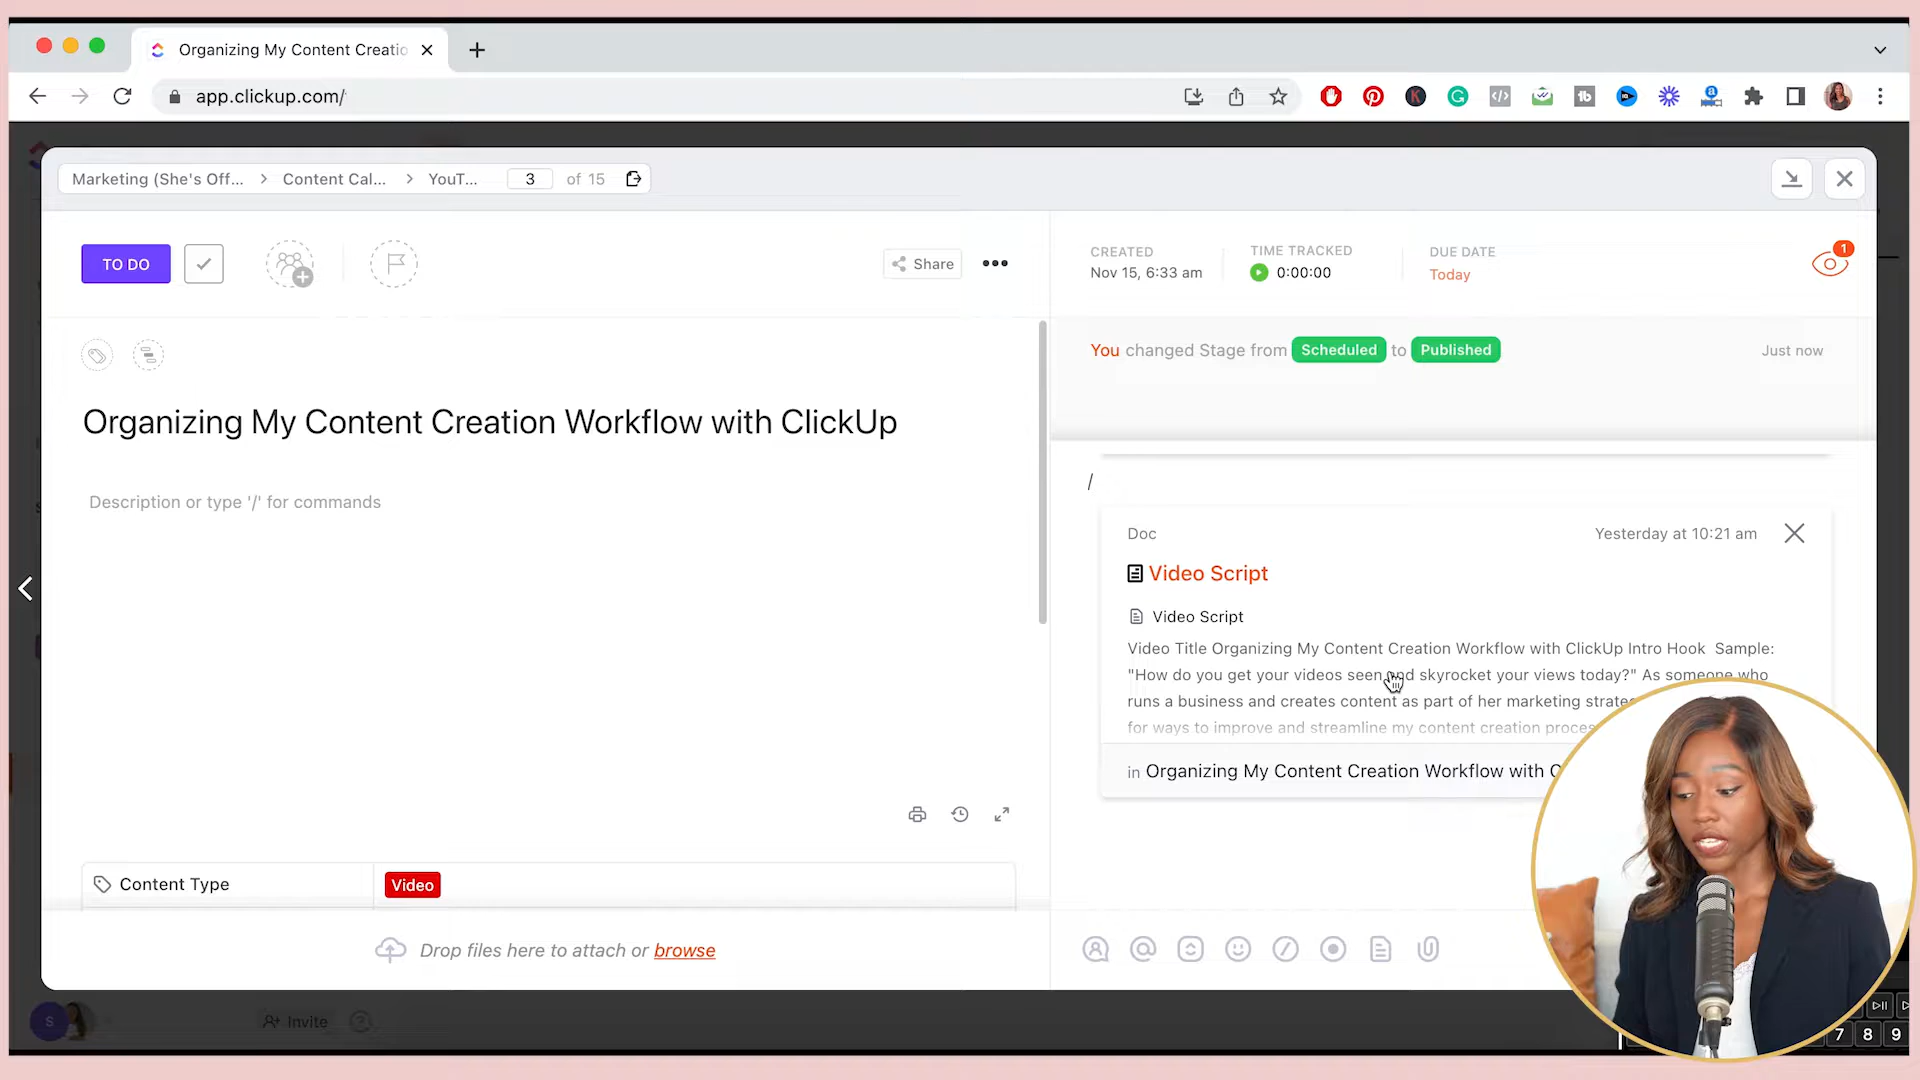 Organizing My Content Creatio
app.clickup.com/
Marketing (She's Off... > Content Cal... > YouT... 3 of 15
TO DO
Share
CREATED
Nov 15, 6:33 am
TIME TRACKED
0:00:00
DUE DATE
Today
1
You changed Stage from Scheduled to Published
Just now
Organizing My Content Creation Workflow with ClickUp
Description or type '/' for commands
/
Doc
Yesterday at 10:21 am
Video Script
Video Script
Video Title Organizing My Content Creation Workflow with ClickUp Intro Hook Sample:
"How do you get your videos seen and skyrocket your views today?" As someone who
runs a business and creates content as part of her marketing
for ways to improve and streamline my content creation
in Organizing My Content Creation Workflow with
Content Type
Video
Drop files here to attach or browse
S
Invite
7 8 9